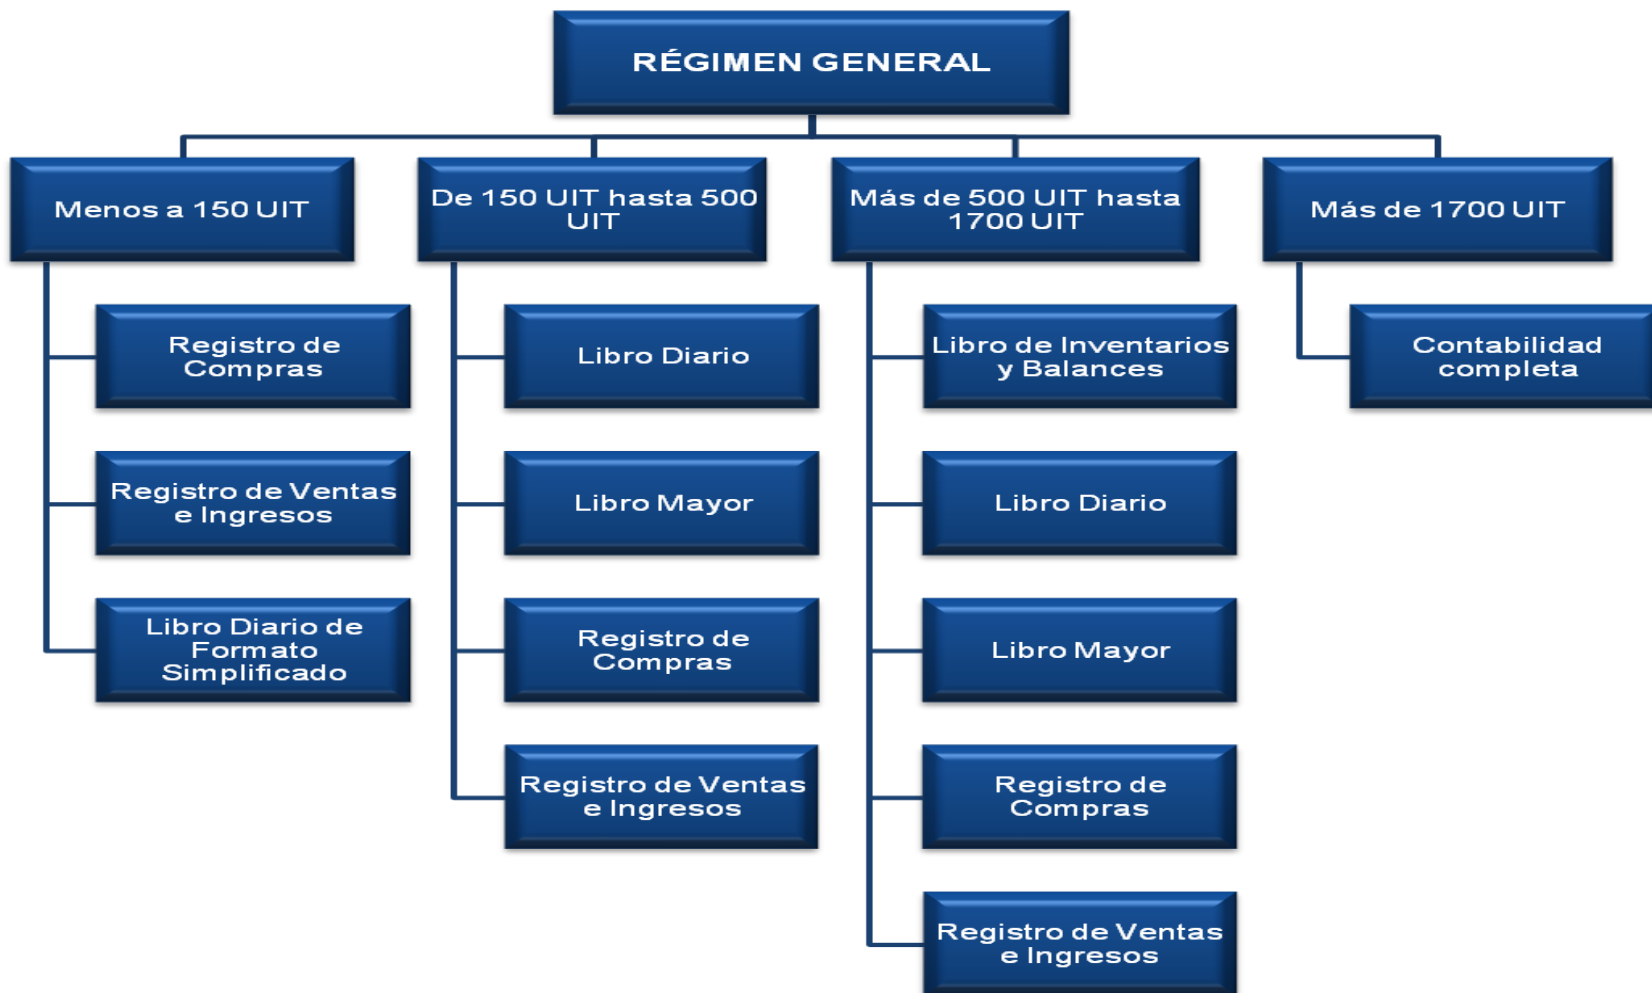 RÉGIMEN GENERAL
Menos a 150 UIT
Registro de
Compras
Registro de Ventas
e Ingresos
Libro Diario de
Formato
Simplificado
De 150 UIT hasta 500
UIT
Libro Diario
Libro Mayor
Registro de
Compras
Registro de Ventas
e Ingresos
Más de 500 UIT hasta
1700 UIT
Libro de Inventarios
y Balances
Libro Diario
Libro Mayor
Registro de
Compras
Registro de Ventas
e Ingresos
Más de 1700 UIT
Contabilidad
completa